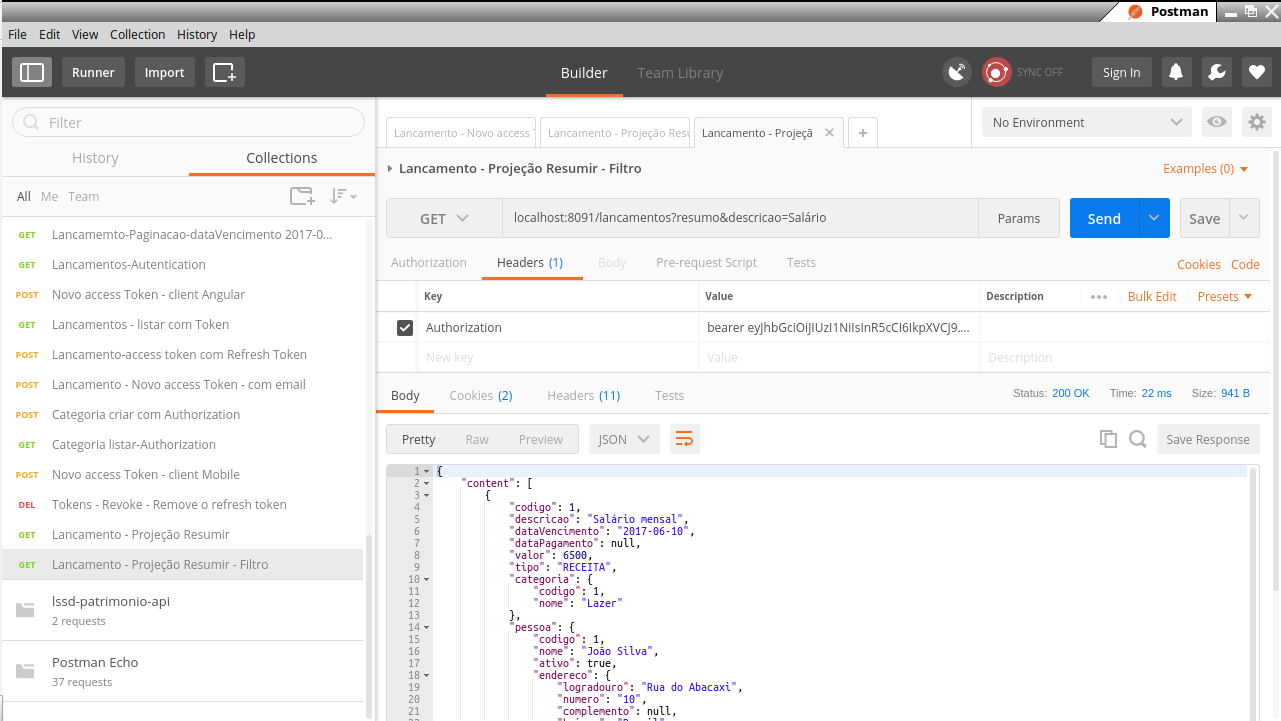 Postman
File Edit View Collection History Help
Runner Import Builder Team Library SYNC OFF Sign In
Filter
History Collections
All Me Team
GET Lancamemto-Paginacao-dataVencimento 2017-0...
GET Lancamentos-Autentication
POST Novo access Token - client Angular
GET Lancamentos - listar com Token
POST Lancamento-access token com Refresh Token
POST Lancamento - Novo access Token - com email
POST Categoria criar com Authorization
GET Categoria listar-Authorization
POST Novo access Token - client Mobile
DEL Tokens - Revoke - Remove o refresh token
GET Lancamento - Projeção Resumir
GET Lancamento - Projeção Resumir - Filtro
lssd-patrimonio-api
2 requests
Postman Echo
37 requests
Lancamento - Novo access Lancamento - Projeção Lancamento - Projeçã No Environment
Lancamento - Projeção Resumir - Filtro Examples (0)
GET localhost:8091/lancamentos?resumo&descricao=Salário Params Send Save
Authorization Headers (1) Body Pre-request Script Tests Cookies Code
Key Value Description Bulk Edit Presets
Authorization bearer Description
New key Value Description
Body Cookies (2) Headers (11) Tests Status: 200 OK Time: 22 ms Size: 941 B
Pretty Raw Preview JSON Save Response
1 {
2 "content": [
3 {
4 "codigo": 1,
5 "descricao": "Salário mensal",
6 "dataVencimento": "2017-06-10",
7 "dataPagamento": null,
8 "valor": 6500,
9 "tipo": "RECEITA",
10 "categoria": {
11 "codigo": 1,
12 "nome": "Lazer"
13 },
14 "pessoa": {
15 "codigo": 1,
16 "nome": "João Silva",
17 "ativo": true,
18 "endereco": {
19 "logradouro": "Rua do Abacaxi",
20 "numero": "10",
21 "complemento": null,